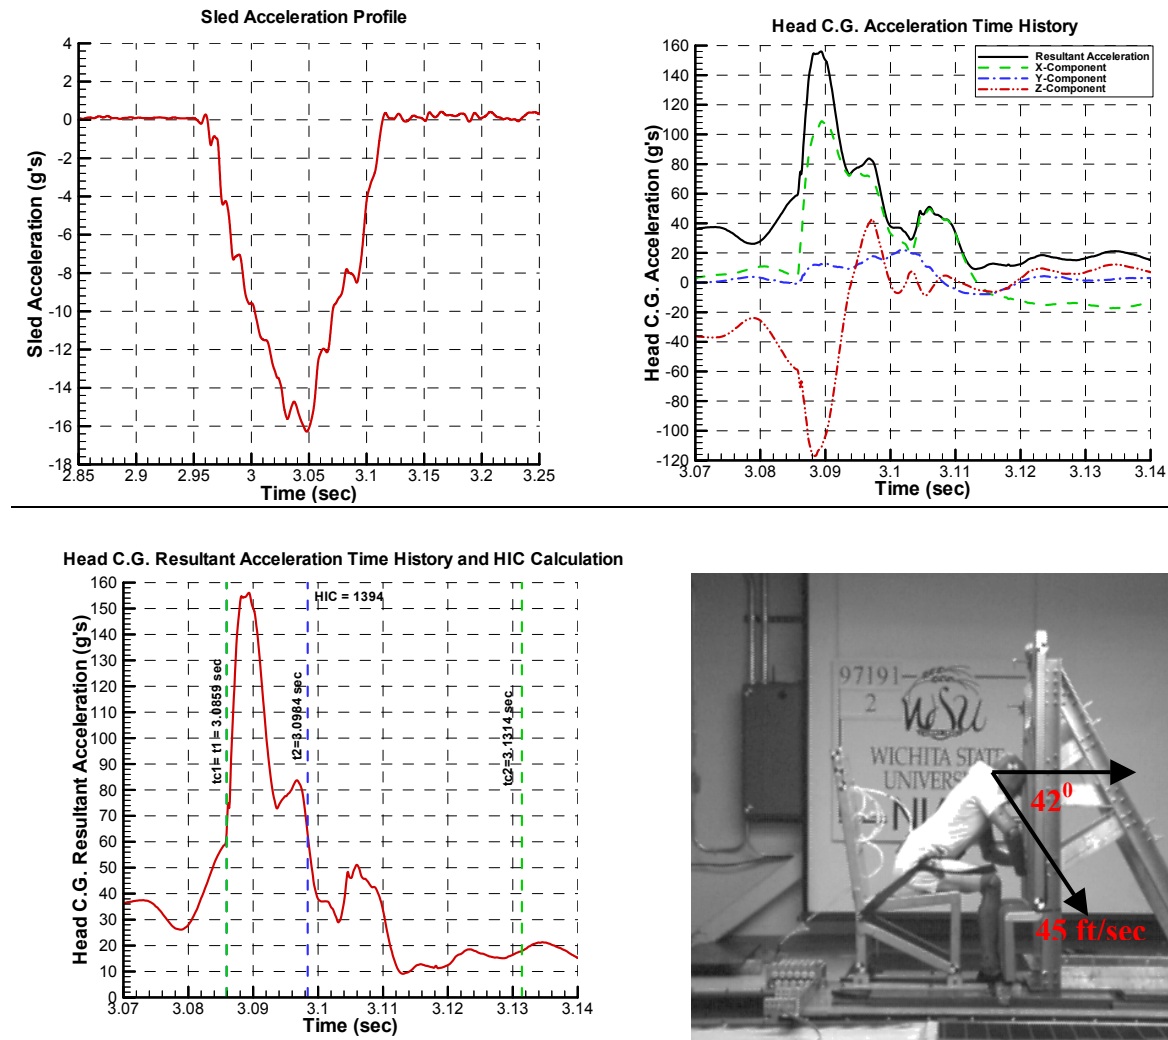 Sled Acceleration Profile
Sled Acceleration (g's)
4
2
0
-2
-4
-6
-8
-10
-12
-14
-16
-18
2.85 2.9 2.95 3 3.05 3.1 3.15 3.2 3.25
Time (sec)
Head C.G. Acceleration Time History
Resultant Acceleration
X-Component
Y-Component
Z-Component
Head C.G. Acceleration (g's)
160
140
120
100
80
60
40
20
0
-20
-40
-60
-80
-100
-120
3.07 3.08 3.09 3.1 3.11 3.12 3.13 3.14
Time (sec)
Head C.G. Resultant Acceleration Time History and HIC Calculation
Head C.G. Resultant Acceleration (g's)
160
150
140
130
120
110
100
90
80
70
60
50
40
30
20
10
0
HIC = 1394
tc1= t1 = 3.0859 sec
t2=3.0984 sec
tc2=3.1314 sec
3.07 3.08 3.09 3.1 3.11 3.12 3.13 3.14
Time (sec)
97191
2
WSU
WICHITA STATE
42⁰
45 ft/sec